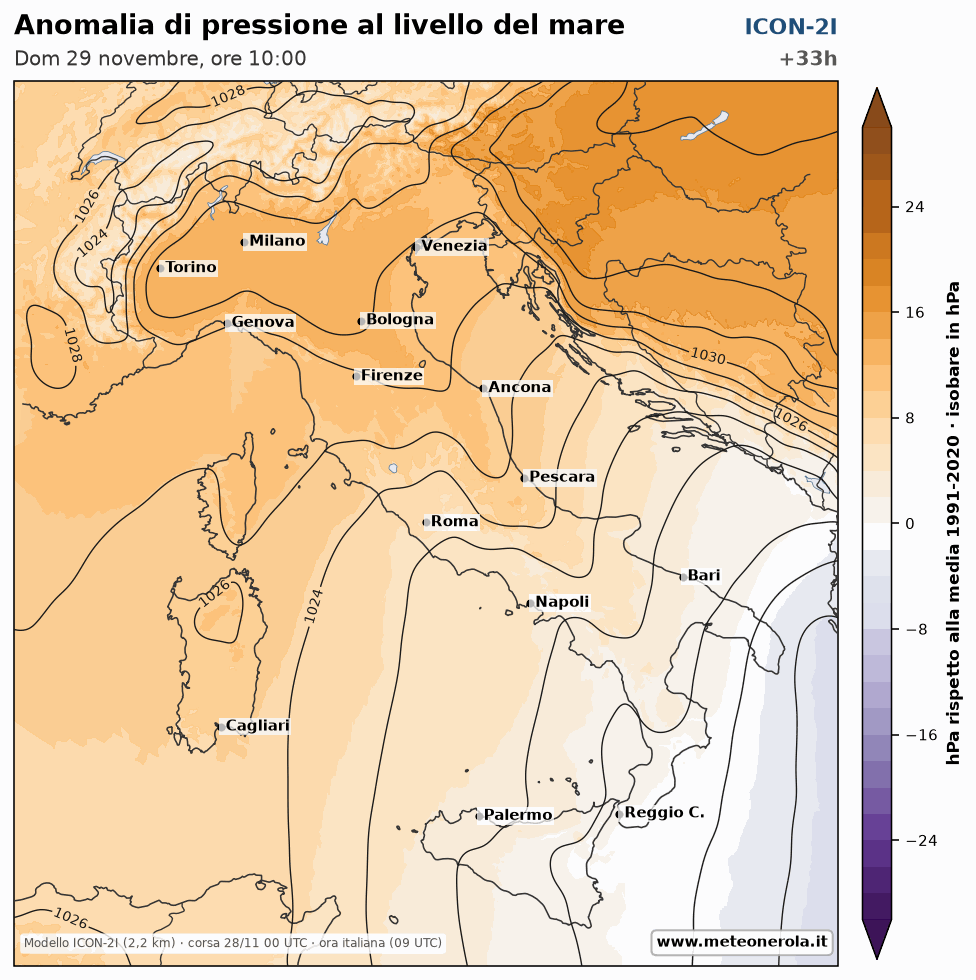 Anomalia di pressione al livello del mare
ICON-2I
Dom 29 novembre, ore 10:00
+33h
1028
1026
1024
Milano
Venezia
Torino
Genova
Bologna
1028
1030
Firenze
Ancona
1026
Pescara
Roma
Bari
1026
1024
Napoli
Cagliari
Palermo
Reggio C.
1026
Modello ICON-2I (2,2 km) · corsa 28/11 00 UTC · ora italiana (09 UTC)
www.meteonerola.it
24
16
8
0
−8
−16
−24
hPa rispetto alla media 1991-2020 · isobare in hPa